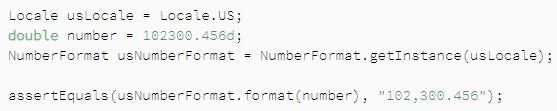 Locale usLocale = Locale.US;
double number = 102300.456d;
NumberFormat usNumberFormat = NumberFormat.getInstance(usLocale);
assertEquals(usNumberFormat.format(number), "102,300.456");